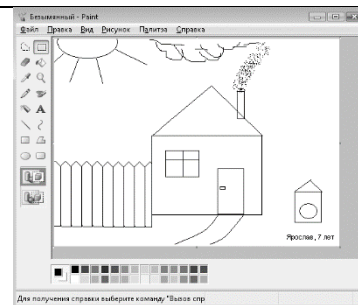 Безымянный - Paint
Файл Правка Вид Рисунок Палитра Справка
A
Ярослав, 7 лет
Для получения справки выберите команду "Вызов спр